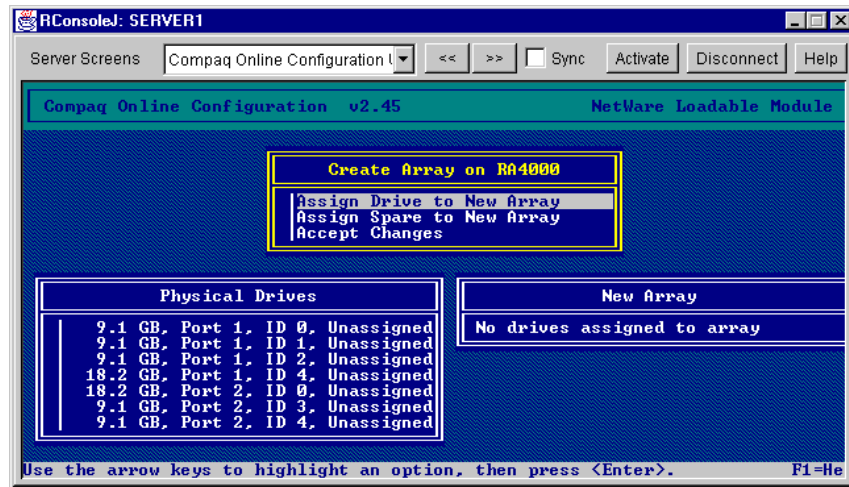 RConsoleJ: SERVER1
Server Screens Compaq Online Configuration U << >> Sync Activate Disconnect Help
Compaq Online Configuration v2.45 NetWare Loadable Module
Create Array on RA4000
Assign Drive to New Array
Assign Spare to New Array
Accept Changes
Physical Drives
9.1 GB, Port 1, ID 0, Unassigned
9.1 GB, Port 1, ID 1, Unassigned
9.1 GB, Port 1, ID 2, Unassigned
18.2 GB, Port 1, ID 4, Unassigned
18.2 GB, Port 2, ID 0, Unassigned
9.1 GB, Port 2, ID 3, Unassigned
9.1 GB, Port 2, ID 4, Unassigned
New Array
No drives assigned to array
Use the arrow keys to highlight an option, then press <Enter>. F1=He